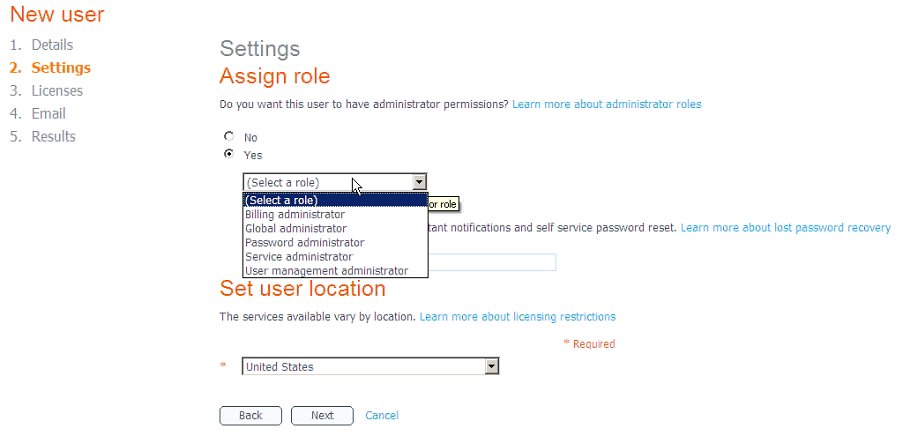 New user
1. Details
2. Settings
3. Licenses
4. Email
5. Results
Settings
Assign role
Do you want this user to have administrator permissions? Learn more about administrator roles
No
Yes
(Select a role)
(Select a role)
or role
Billing administrator
Global administrator
tant notifications and self service password reset. Learn more about lost password recovery
Password administrator
Service administrator
User management administrator
Set user location
The services available vary by location. Learn more about licensing restrictions
* Required
* United States
Back Next Cancel